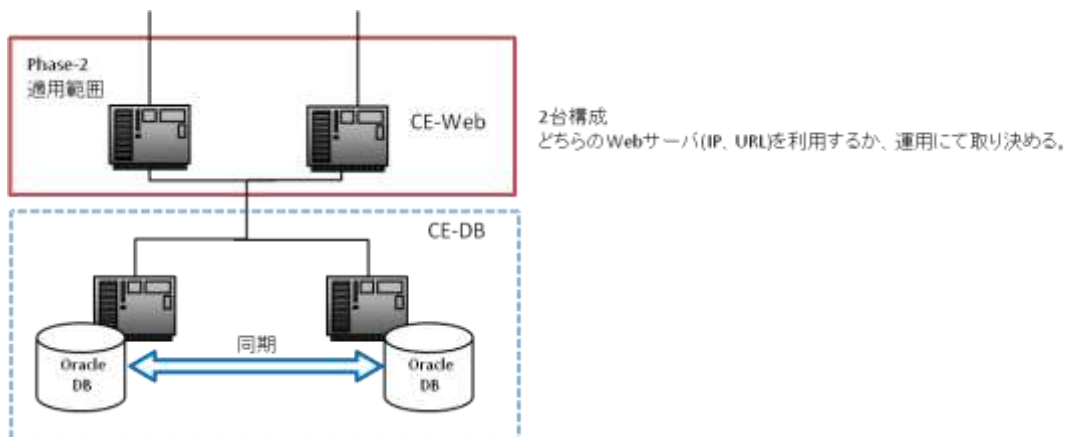 Phase-2
適用範囲
CE-Web
2台構成
どちらのWebサーバ(IP、URL)を利用するか、運用にて取り決める。
CE-DB
同期
Oracle
DB
Oracle
DB